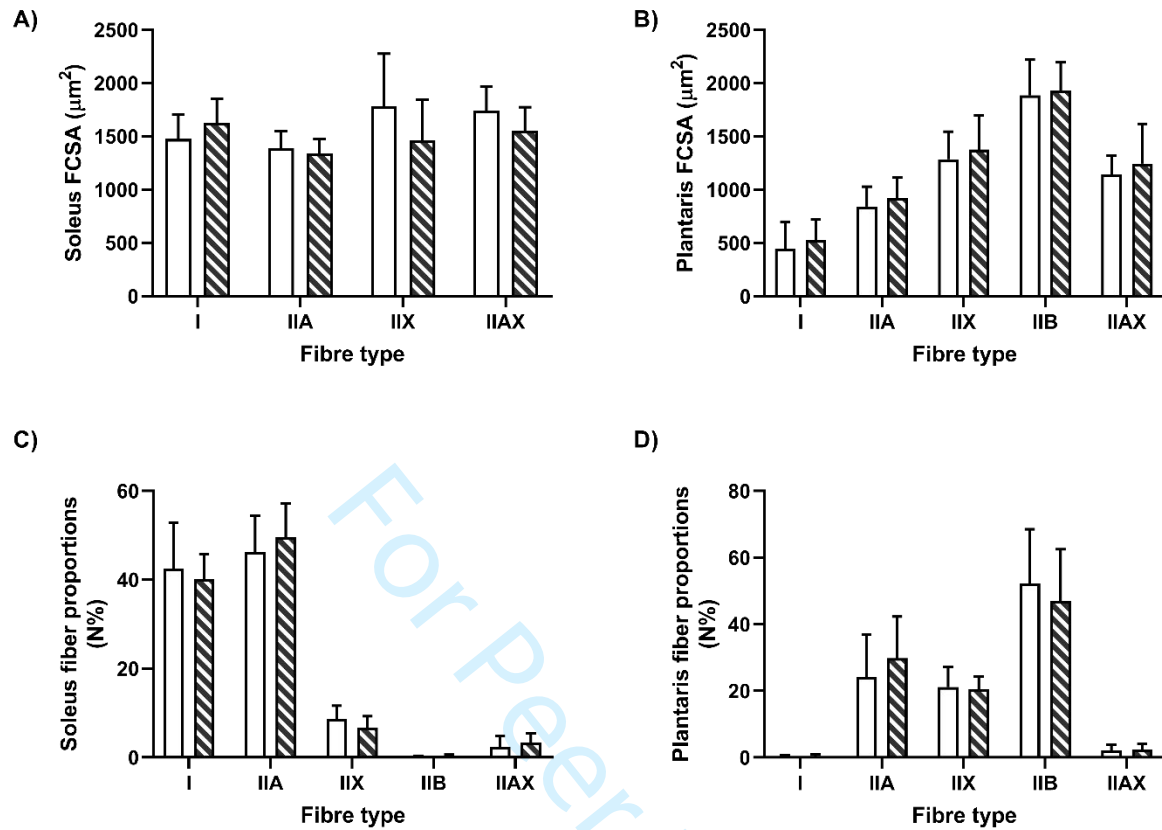 A)
Soleus FCSA (μm²)
2500
2000
1500
1000
500
0
I IIA IIX IIAX
Fibre type
B)
Plantaris FCSA (μm²)
2500
2000
1500
1000
500
0
I IIA IIX IIB IIAX
Fibre type
C)
Soleus fiber proportions
(N%)
60
40
20
0
I IIA IIX IIB IIAX
Fibre type
D)
Plantaris fiber proportions
(N%)
80
60
40
20
0
I IIA IIX IIB IIAX
Fibre type
For Peer